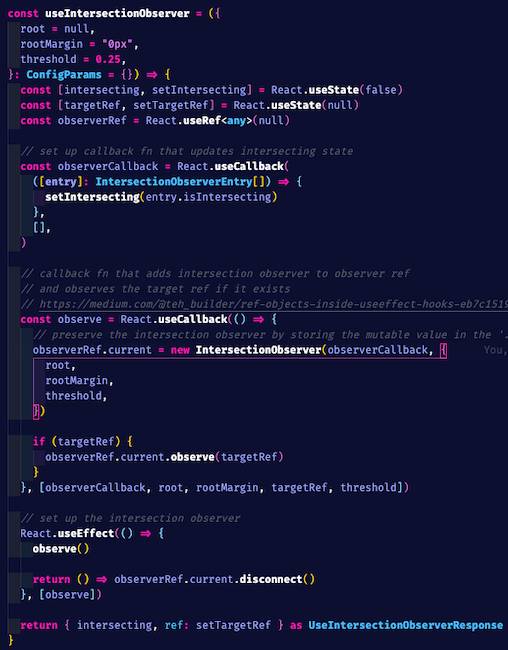 const useIntersectionObserver = ({
  root = null,
  rootMargin = "0px",
  threshold = 0.25,
}: ConfigParams = {}) => {
  const [intersecting, setIntersecting] = React.useState(false)
  const [targetRef, setTargetRef] = React.useState(null)
  const observerRef = React.useRef<any>(null)

  // set up callback fn that updates intersecting state
  const observerCallback = React.useCallback(
    ([entry]: IntersectionObserverEntry[]) => {
      setIntersecting(entry.isIntersecting)
    },
    [],
  )

  // callback fn that adds intersection observer to observer ref
  // and observes the target ref if it exists
  // https://medium.com/@teh_builder/ref-objects-inside-useeffect-hooks-eb7c1519
  const observe = React.useCallback(() => {
    // preserve the intersection observer by storing the mutable value in the '.
    observerRef.current = new IntersectionObserver(observerCallback, {      You,
      root,
      rootMargin,
      threshold,
    })

    if (targetRef) {
      observerRef.current.observe(targetRef)
    }
  }, [observerCallback, root, rootMargin, targetRef, threshold])

  // set up the intersection observer
  React.useEffect(() => {
    observe()

    return () => observerRef.current.disconnect()
  }, [observe])

  return { intersecting, ref: setTargetRef } as UseIntersectionObserverResponse
}